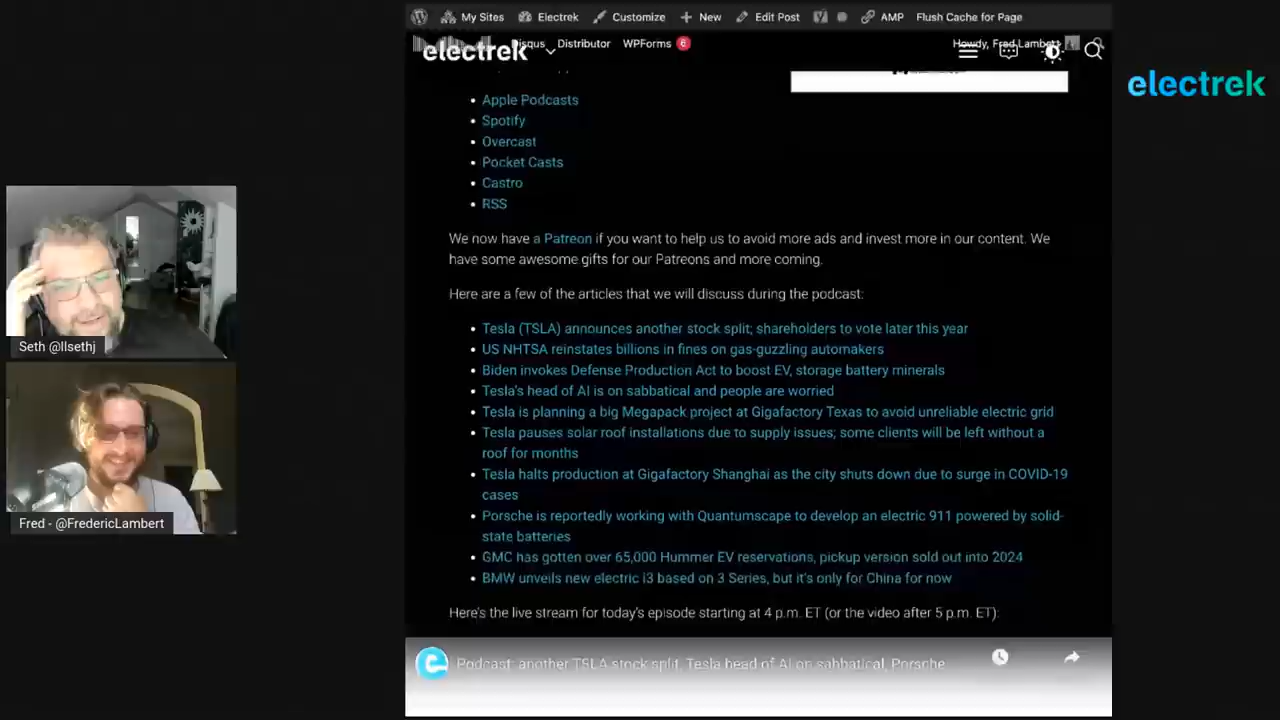 My Sites Electrek Customize New Edit Post AMP Flush Cache for Page
Disqus Distributor WPForms 6 Howdy, Fred Lambert
electrek
electrek
Apple Podcasts
Spotify
Overcast
Pocket Casts
Castro
RSS
We now have a Patreon if you want to help us to avoid more ads and invest more in our content. We
have some awesome gifts for our Patreons and more coming.
Here are a few of the articles that we will discuss during the podcast:
Tesla (TSLA) announces another stock split; shareholders to vote later this year
US NHTSA reinstates billions in fines on gas-guzzling automakers
Biden invokes Defense Production Act to boost EV, storage battery minerals
Tesla's head of AI is on sabbatical and people are worried
Tesla is planning a big Megapack project at Gigafactory Texas to avoid unreliable electric grid
Tesla pauses solar roof installations due to supply issues; some clients will be left without a
roof for months
Tesla halts production at Gigafactory Shanghai as the city shuts down due to surge in COVID-19
cases
Porsche is reportedly working with Quantumscape to develop an electric 911 powered by solid-
state batteries
GMC has gotten over 65,000 Hummer EV reservations, pickup version sold out into 2024
BMW unveils new electric i3 based on 3 Series, but it's only for China for now
Here's the live stream for today's episode starting at 4 p.m. ET (or the video after 5 p.m. ET):
Podcast: another TSLA stock split, Tesla head of AI on sabbatical, Porsche
Seth @llsethj
Fred - @FredericLambert